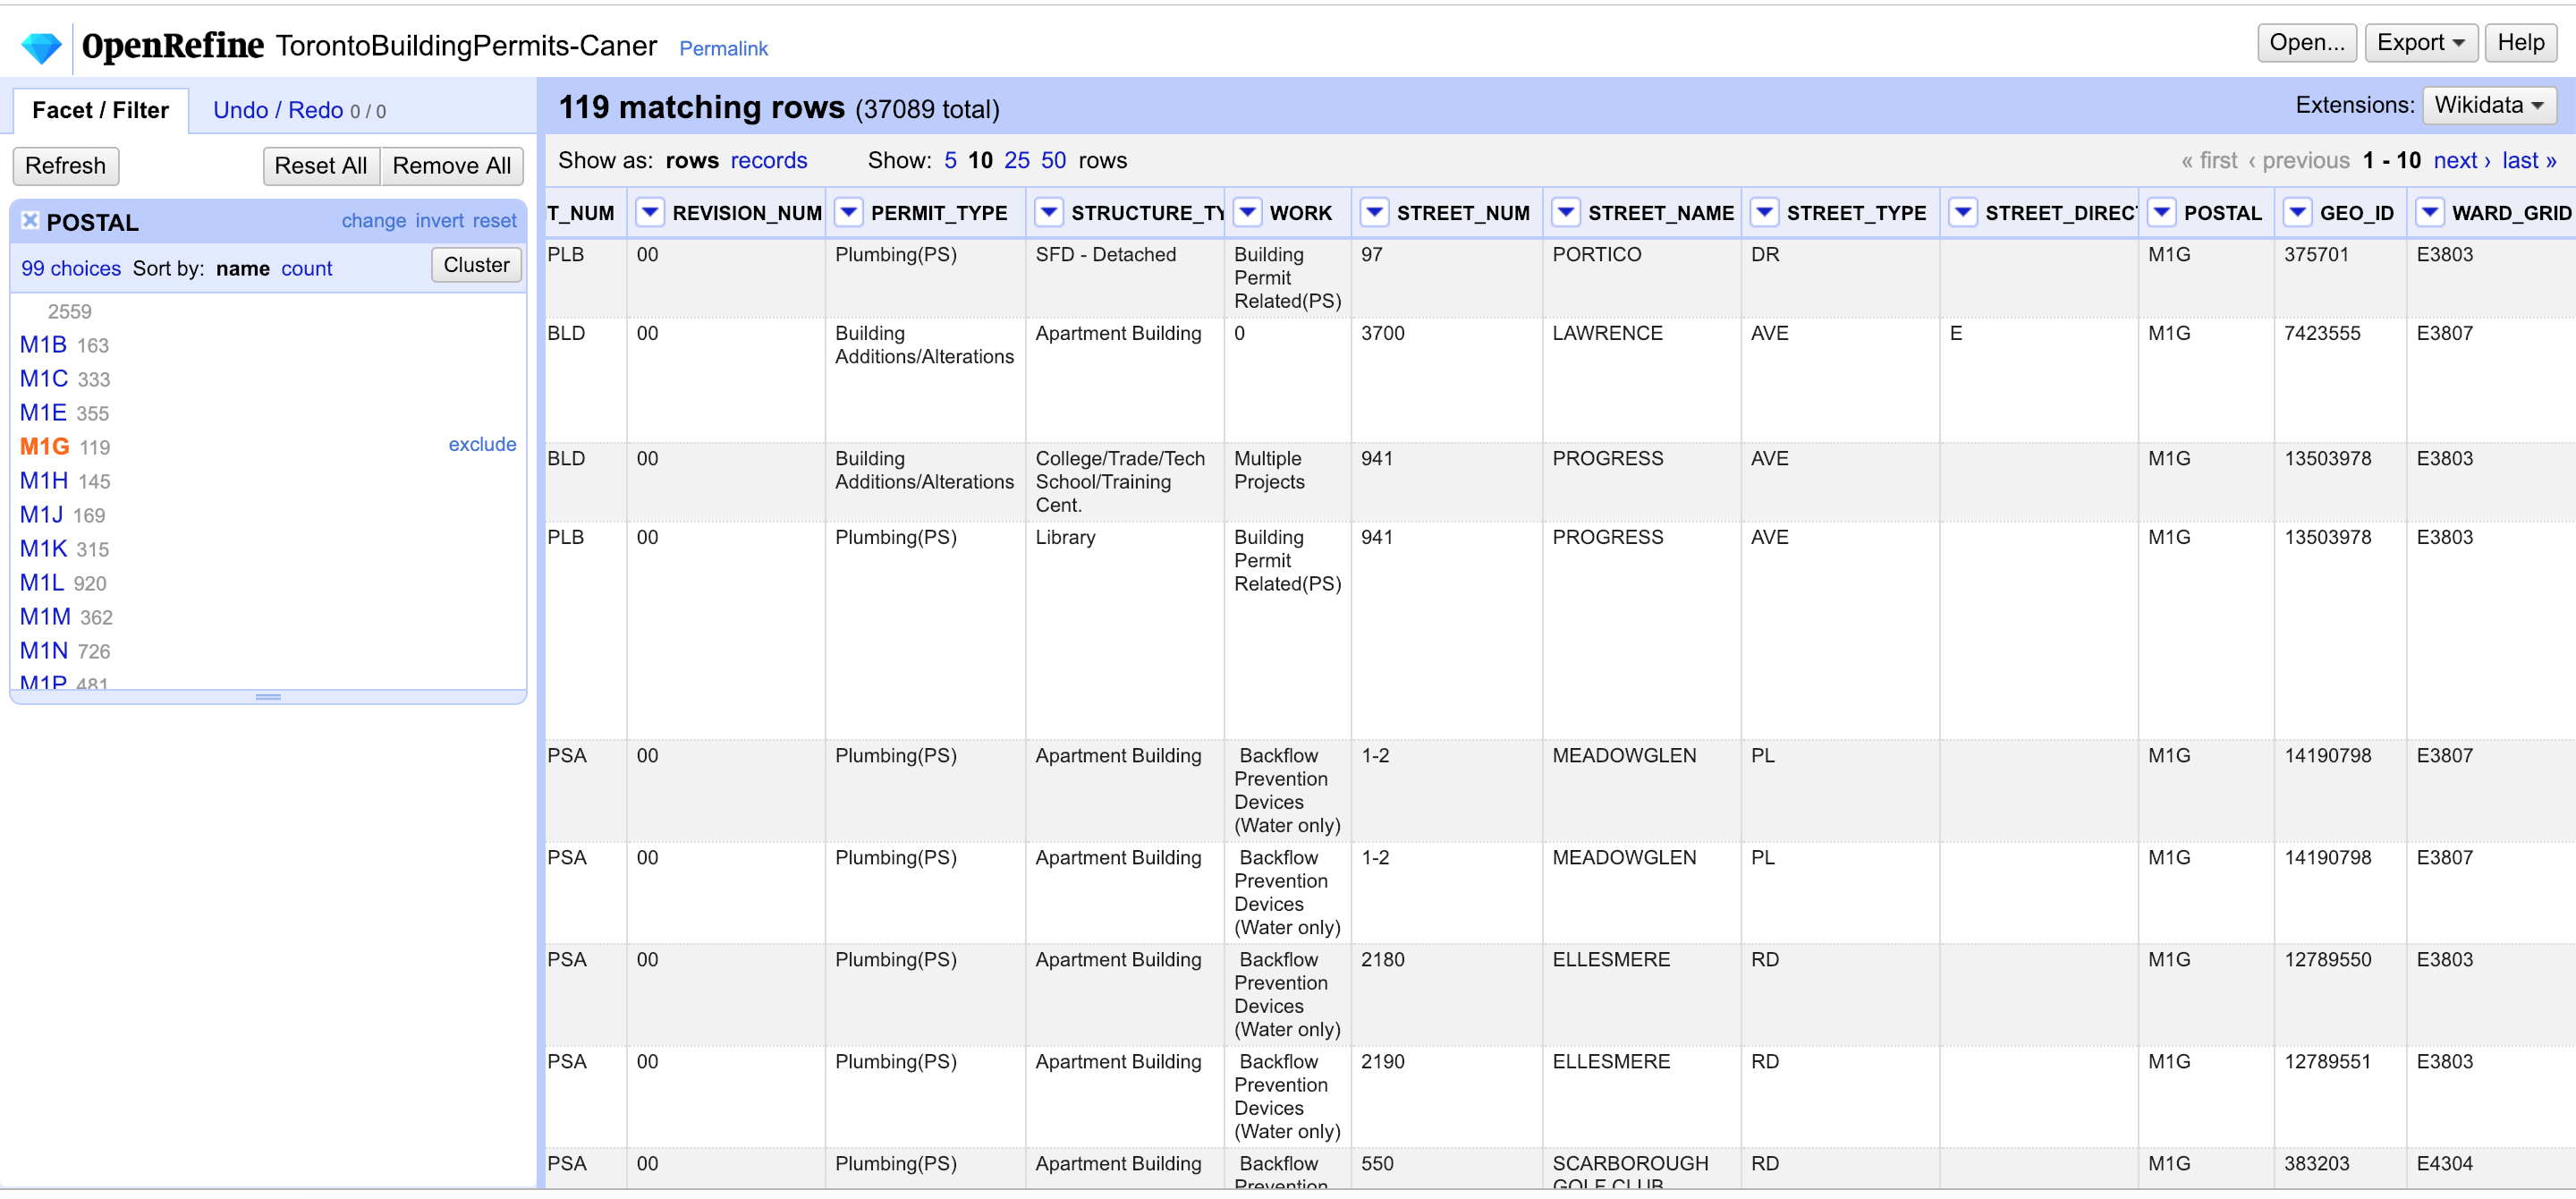 OpenRefine TorontoBuildingPermits-Caner Permalink Open... Export Help
Facet / Filter Undo / Redo 0 / 0
Refresh Reset All Remove All
POSTAL change invert reset
99 choices Sort by: name count Cluster
2559
M1B 163
M1C 333
M1E 355
M1G 119 exclude
M1H 145
M1J 169
M1K 315
M1L 920
M1M 362
M1N 726
M1P 481
119 matching rows (37089 total) Extensions: Wikidata
Show as: rows records Show: 5 10 25 50 rows « first ‹ previous 1 - 10 next › last »
T_NUM REVISION_NUM PERMIT_TYPE STRUCTURE_TY WORK STREET_NUM STREET_NAME STREET_TYPE STREET_DIREC POSTAL GEO_ID WARD_GRID
PLB 00 Plumbing(PS) SFD - Detached Building 97 PORTICO DR M1G 375701 E3803
Permit
Related(PS)
BLD 00 Building Apartment Building 0 3700 LAWRENCE AVE E M1G 7423555 E3807
Additions/Alterations
BLD 00 Building College/Trade/Tech Multiple 941 PROGRESS AVE M1G 13503978 E3803
Additions/Alterations School/Training Projects
Cent.
PLB 00 Plumbing(PS) Library Building 941 PROGRESS AVE M1G 13503978 E3803
Permit
Related(PS)
PSA 00 Plumbing(PS) Apartment Building Backflow 1-2 MEADOWGLEN PL M1G 14190798 E3807
Prevention
Devices
(Water only)
PSA 00 Plumbing(PS) Apartment Building Backflow 1-2 MEADOWGLEN PL M1G 14190798 E3807
Prevention
Devices
(Water only)
PSA 00 Plumbing(PS) Apartment Building Backflow 2180 ELLESMERE RD M1G 12789550 E3803
Prevention
Devices
(Water only)
PSA 00 Plumbing(PS) Apartment Building Backflow 2190 ELLESMERE RD M1G 12789551 E3803
Prevention
Devices
(Water only)
PSA 00 Plumbing(PS) Apartment Building Backflow 550 SCARBOROUGH RD M1G 383203 E4304
Prevention GOLF CLUB